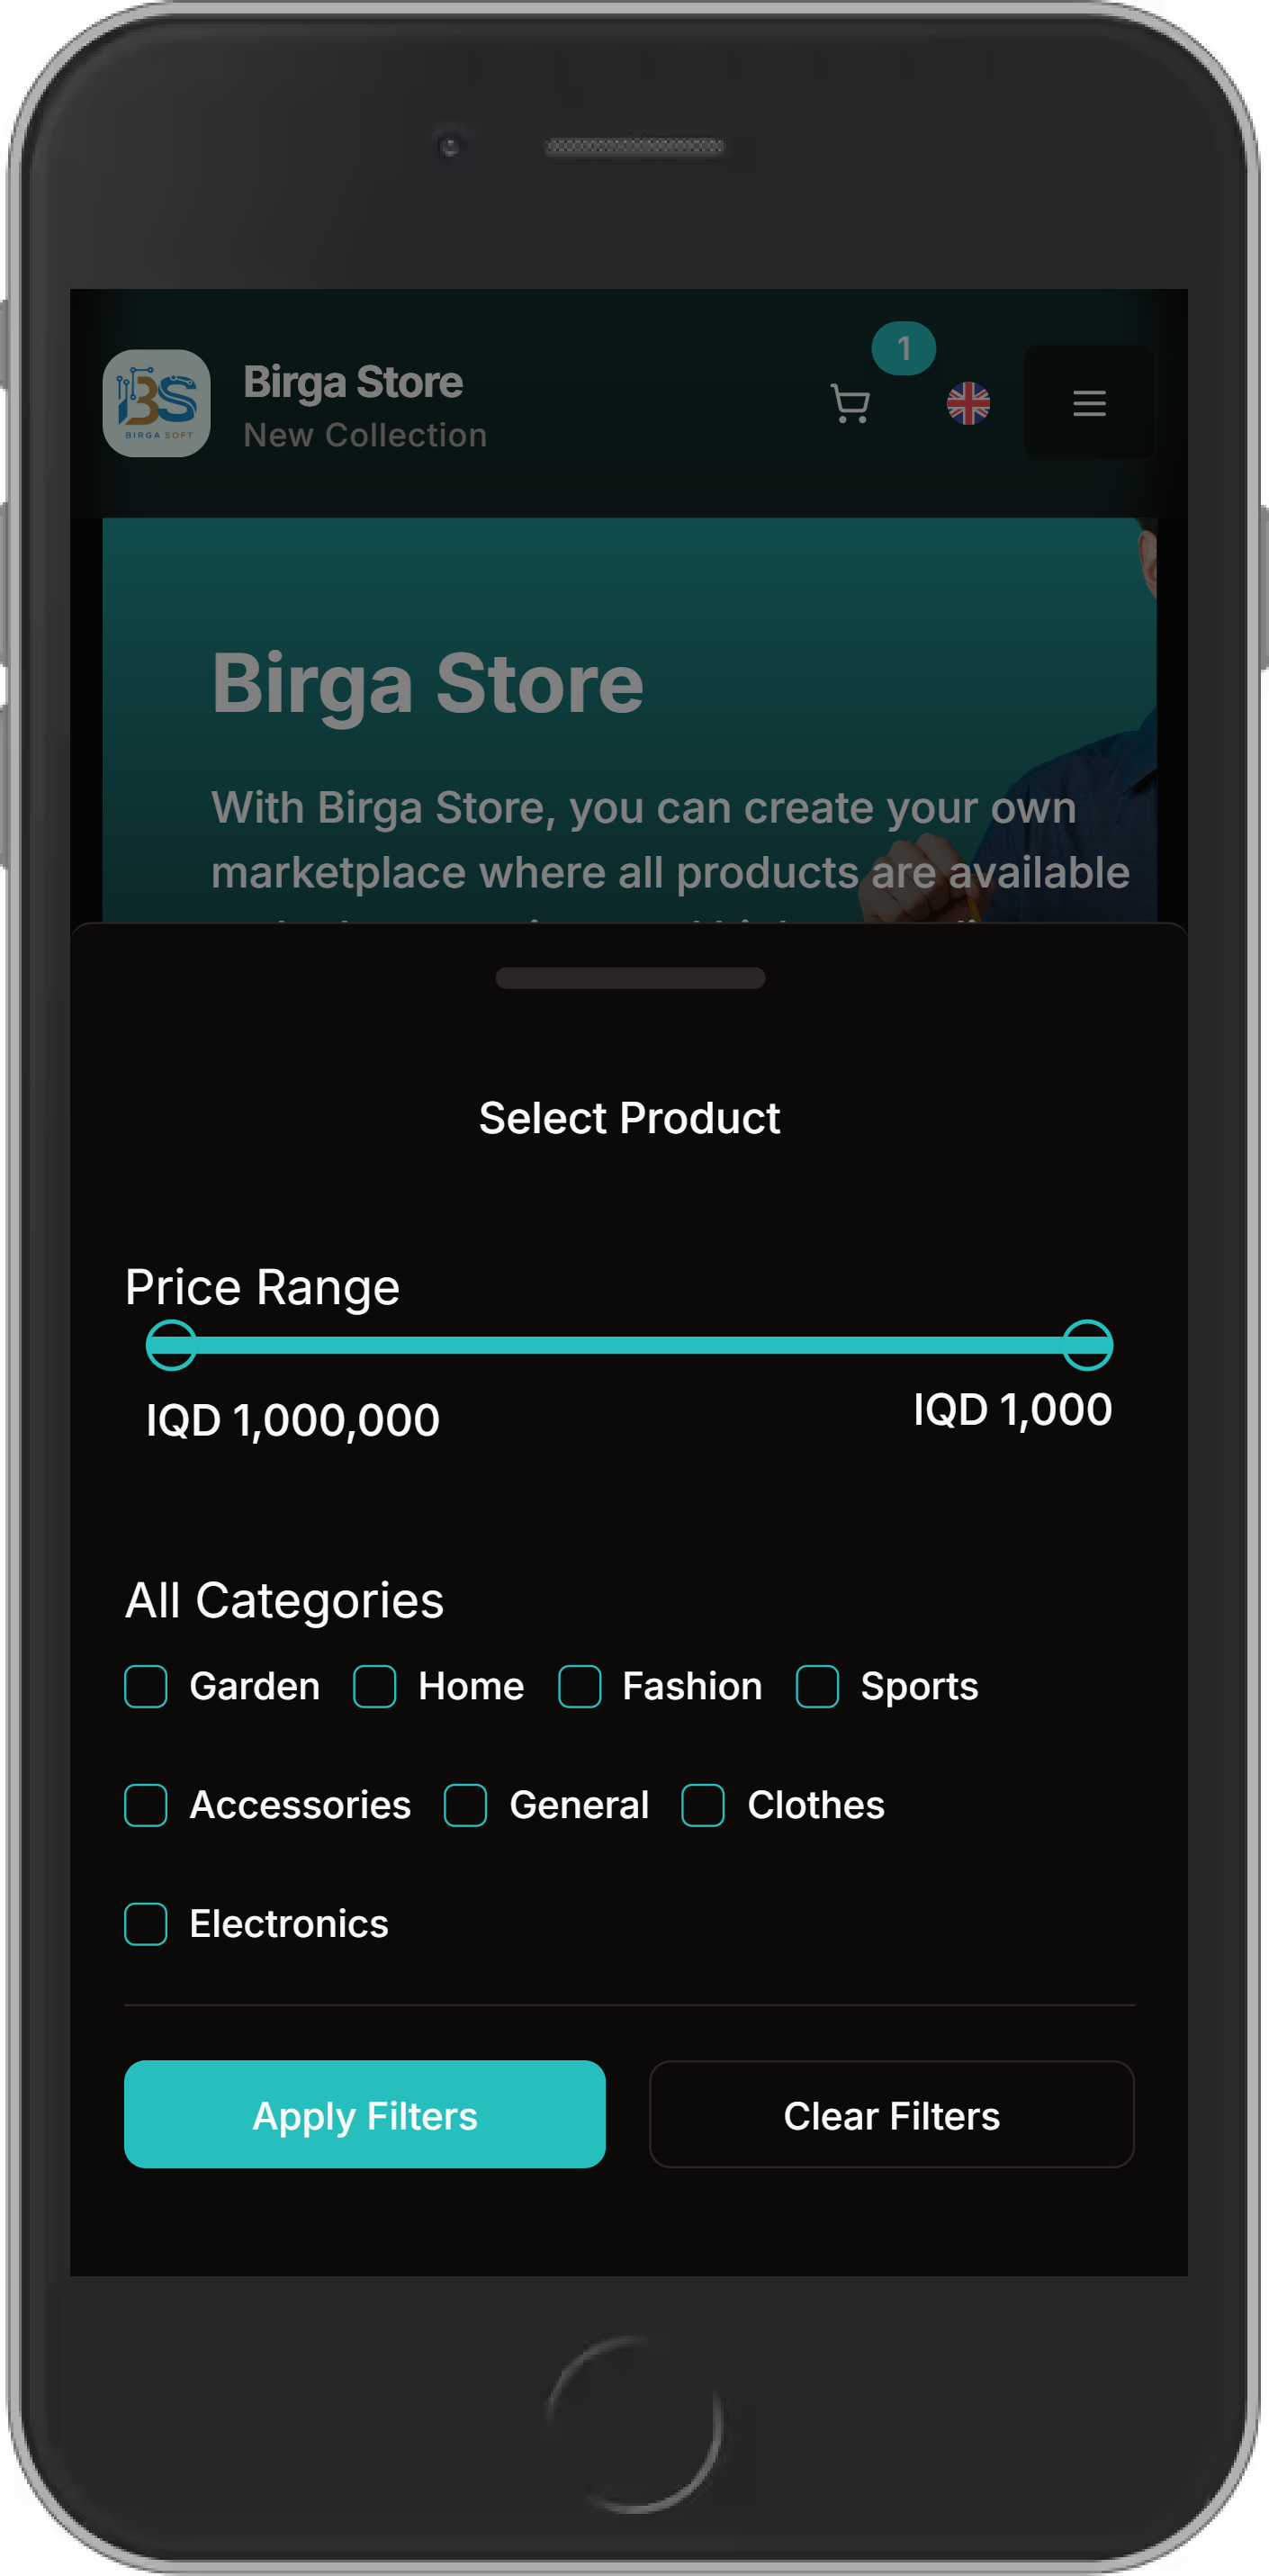 1
BS
BIRGA SOFT
Birga Store
New Collection
Birga Store
With Birga Store, you can create your own
marketplace where all products are available
Select Product
Price Range
IQD 1,000,000
IQD 1,000
All Categories
Garden Home Fashion Sports
Accessories General Clothes
Electronics
Apply Filters Clear Filters